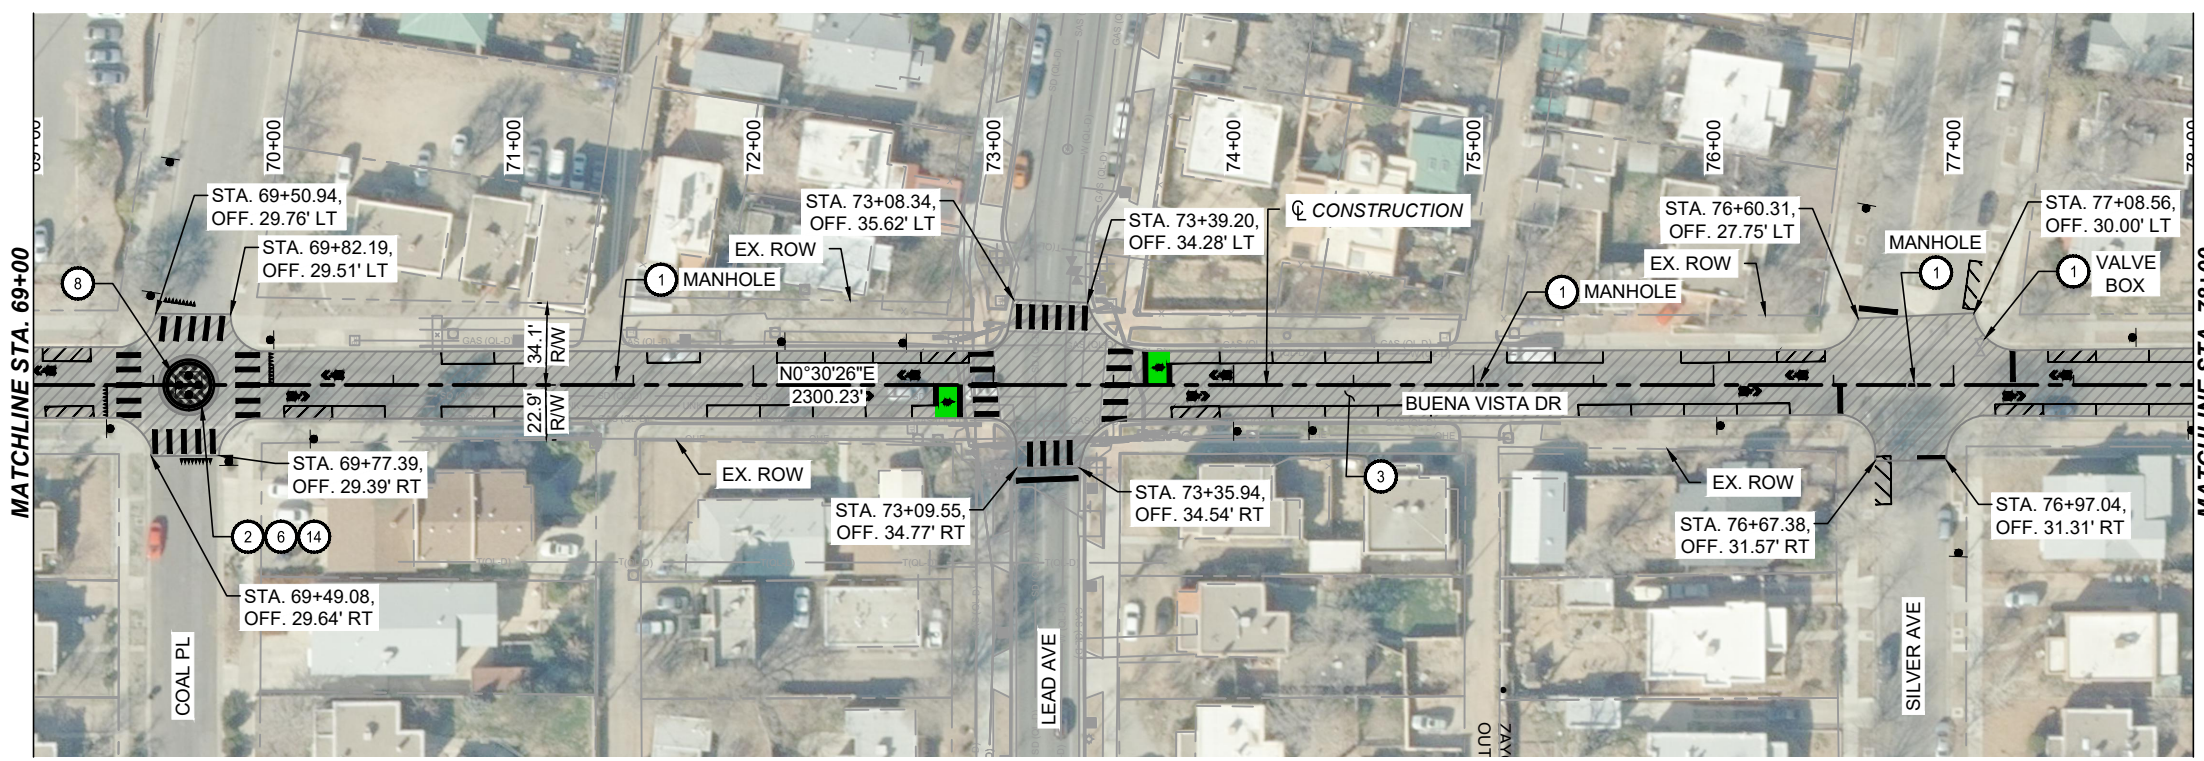 MATCHLINE STA. 69+00
69+00
70+00
71+00
72+00
73+00
74+00
75+00
76+00
77+00
STA. 69+50.94,
OFF. 29.76' LT
STA. 69+82.19,
OFF. 29.51' LT
8
1 MANHOLE
EX. ROW
STA. 73+08.34,
OFF. 35.62' LT
STA. 73+39.20,
OFF. 34.28' LT
℄ CONSTRUCTION
1 MANHOLE
STA. 76+60.31,
OFF. 27.75' LT
EX. ROW
MANHOLE
1
STA. 77+08.56,
OFF. 30.00' LT
1 VALVE
BOX
34.1'
R/W
22.9'
R/W
N0°30'26"E
2300.23'
GAS (QL-D)
BUENA VISTA DR
STA. 69+77.39,
OFF. 29.39' RT
2 6 14
STA. 69+49.08,
OFF. 29.64' RT
EX. ROW
STA. 73+09.55,
OFF. 34.77' RT
STA. 73+35.94,
OFF. 34.54' RT
3
EX. ROW
STA. 76+67.38,
OFF. 31.57' RT
STA. 76+97.04,
OFF. 31.31' RT
COAL PL
LEAD AVE
SILVER AVE
MATCHLINE STA. 78+00